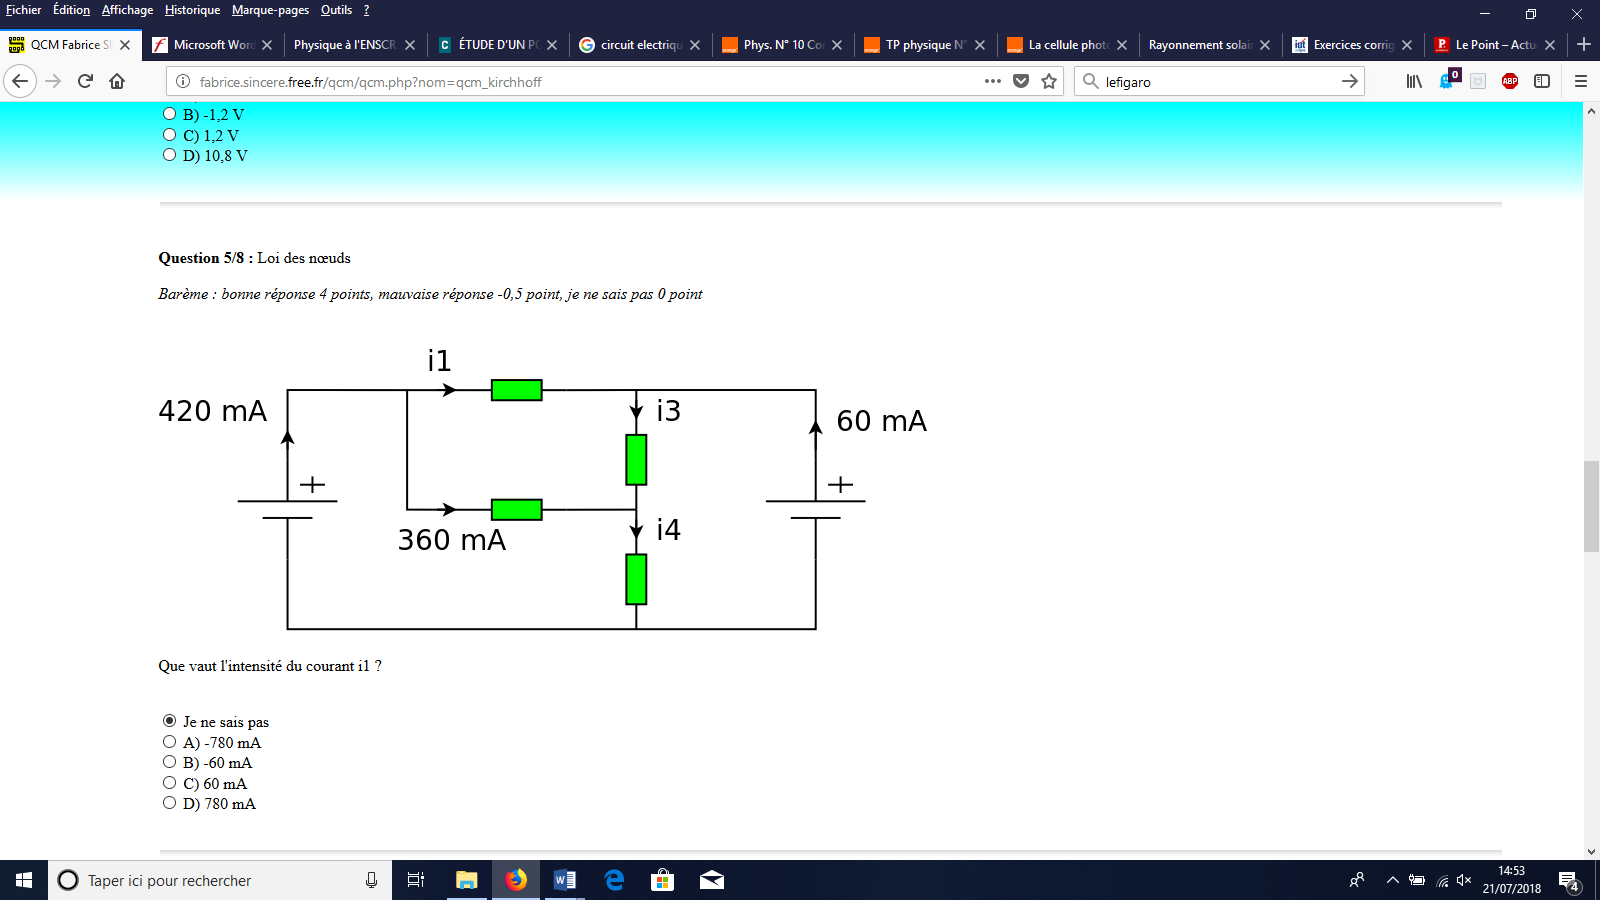 Fichier Édition Affichage Historique Marque-pages Outils ?
QCM Fabrice S
Microsoft Wor
Physique à l'ENSCR
ÉTUDE D'UN P
circuit electriqu
Phys. N° 10 Co
TP physique N°
La cellule photo
Rayonnement solai
Exercices corrig
Le Point – Actu
fabrice.sincere.free.fr/qcm/qcm.php?nom=qcm_kirchhoff
lefigaro
0
ABP
B) -1,2 V
C) 1,2 V
D) 10,8 V
Question 5/8 : Loi des nœuds
Barème : bonne réponse 4 points, mauvaise réponse -0,5 point, je ne sais pas 0 point
i1
420 mA
i3
60 mA
+
+
i4
360 mA
Que vaut l'intensité du courant i1 ?
Je ne sais pas
A) -780 mA
B) -60 mA
C) 60 mA
D) 780 mA
Taper ici pour rechercher
14:53
21/07/2018
4